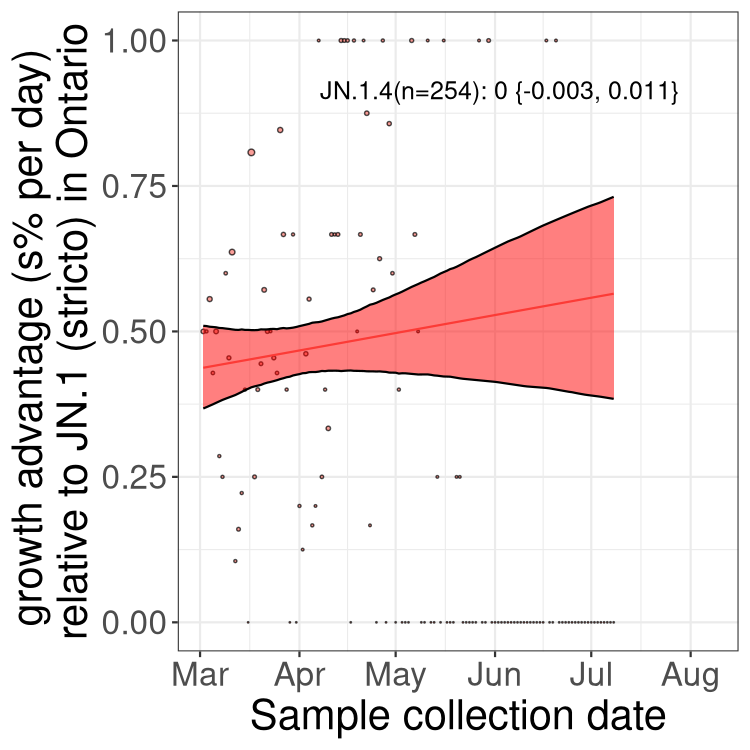 growth advantage (s% per day)
relative to JN.1 (stricto) in Ontario
1.00
0.75
0.50
0.25
0.00
JN.1.4(n=254): 0 {-0.003, 0.011}
Mar Apr May Jun Jul Aug
Sample collection date